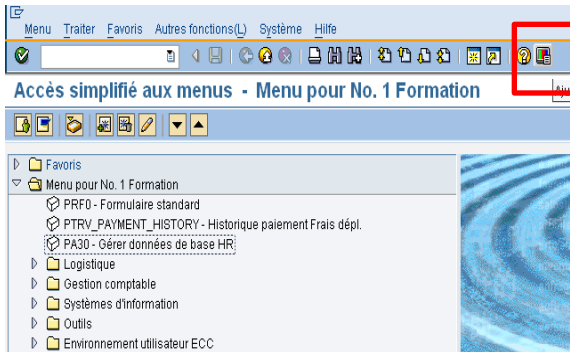 Menu Traiter Favoris Autres fonctions(L) Système Hilfe
Accès simplifié aux menus - Menu pour No. 1 Formation
Aju
Favoris
Menu pour No. 1 Formation
PRF0 - Formulaire standard
PTRV_PAYMENT_HISTORY - Historique paiement Frais dépl.
PA30 - Gérer données de base HR
Logistique
Gestion comptable
Systèmes d'information
Outils
Environnement utilisateur ECC